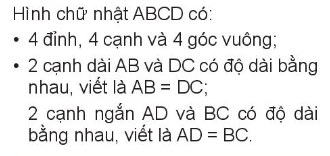 Hình chữ nhật ABCD có:
• 4 đỉnh, 4 cạnh và 4 góc vuông;
• 2 cạnh dài AB và DC có độ dài bằng
nhau, viết là AB = DC;
2 cạnh ngắn AD và BC có độ dài
bằng nhau, viết là AD = BC.